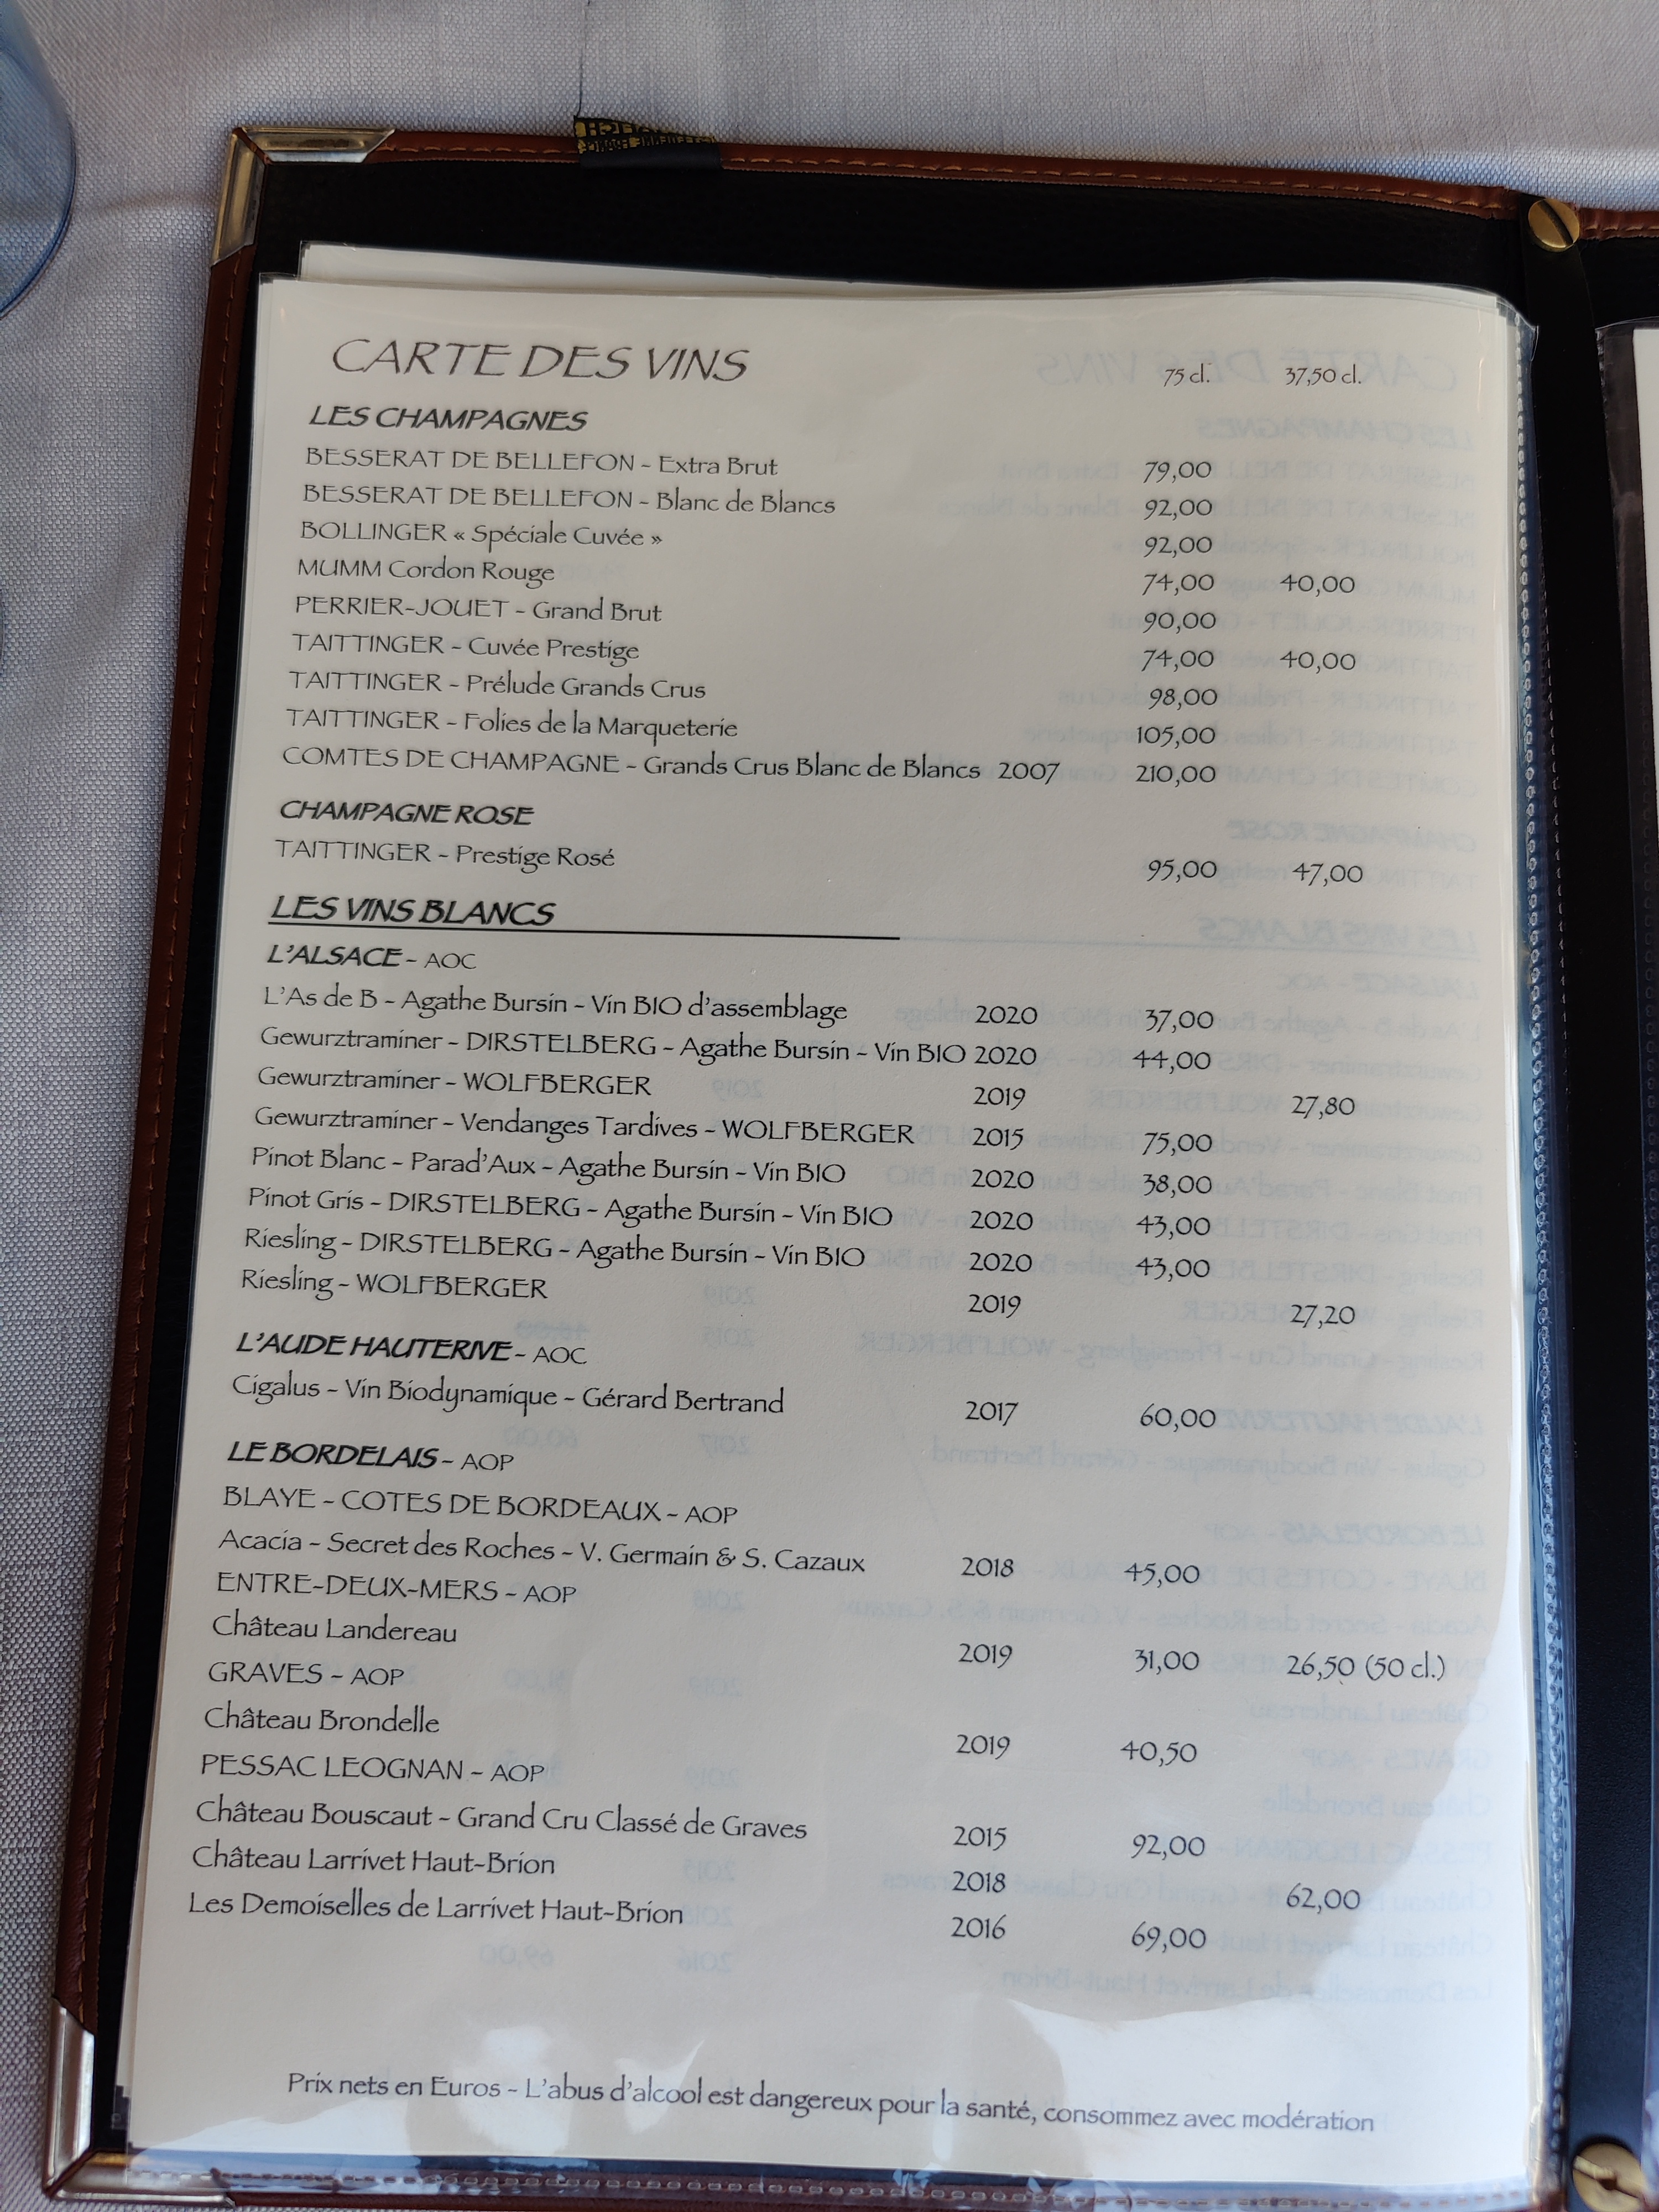 CARTE DES VINS 75 cl. 37,50 cl.
LES CHAMPAGNES
BESSERAT DE BELLEFON - Extra Brut 79,00
BESSERAT DE BELLEFON - Blanc de Blancs 92,00
BOLLINGER « Spéciale Cuvée » 92,00
MUMM Cordon Rouge 74,00 40,00
PERRIER-JOUET - Grand Brut 90,00
TAITTINGER - Cuvée Prestige 74,00 40,00
TAITTINGER - Prélude Grands Crus 98,00
TAITTINGER - Folies de la Marqueterie 105,00
COMTES DE CHAMPAGNE - Grands Crus Blanc de Blancs 2007 210,00
CHAMPAGNE ROSE
TAITTINGER - Prestige Rosé 95,00 47,00
LES VINS BLANCS
L'ALSACE - AOC
L'As de B - Agathe Bursin - Vin BIO d'assemblage 2020 37,00
Gewurztraminer - DIRSTELBERG - Agathe Bursin - Vin BIO 2020 44,00
Gewurztraminer - WOLFBERGER 2019 27,80
Gewurztraminer - Vendanges Tardives - WOLFBERGER 2015 75,00
Pinot Blanc - Parad'Aux - Agathe Bursin - Vin BIO 2020 38,00
Pinot Gris - DIRSTELBERG - Agathe Bursin - Vin BIO 2020 43,00
Riesling - DIRSTELBERG - Agathe Bursin - Vin BIO 2020 43,00
Riesling - WOLFBERGER 2019 27,20
L'AUDE HAUTERIVE - AOC
Cigalus - Vin Biodynamique - Gérard Bertrand 2017 60,00
LE BORDELAIS - AOP
BLAYE - COTES DE BORDEAUX - AOP
Acacia - Secret des Roches - V. Germain & S. Cazaux 2018 45,00
ENTRE-DEUX-MERS - AOP
Château Landereau 2019 31,00 26,50 (50 cl.)
GRAVES - AOP
Château Brondelle 2019 40,50
PESSAC LEOGNAN - AOP
Château Bouscaut - Grand Cru Classé de Graves 2015 92,00
Château Larrivet Haut-Brion 2018 62,00
Les Demoiselles de Larrivet Haut-Brion 2016 69,00
Prix nets en Euros - L'abus d'alcool est dangereux pour la santé, consommez avec modération